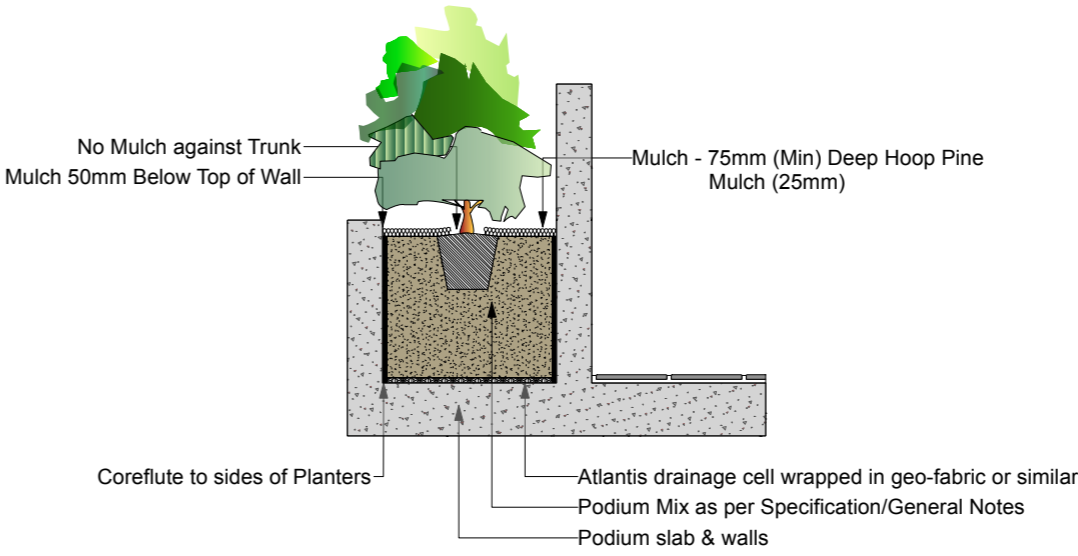 No Mulch against Trunk
Mulch 50mm Below Top of Wall
Mulch - 75mm (Min) Deep Hoop Pine
Mulch (25mm)
Coreflute to sides of Planters
Atlantis drainage cell wrapped in geo-fabric or similar
Podium Mix as per Specification/General Notes
Podium slab & walls